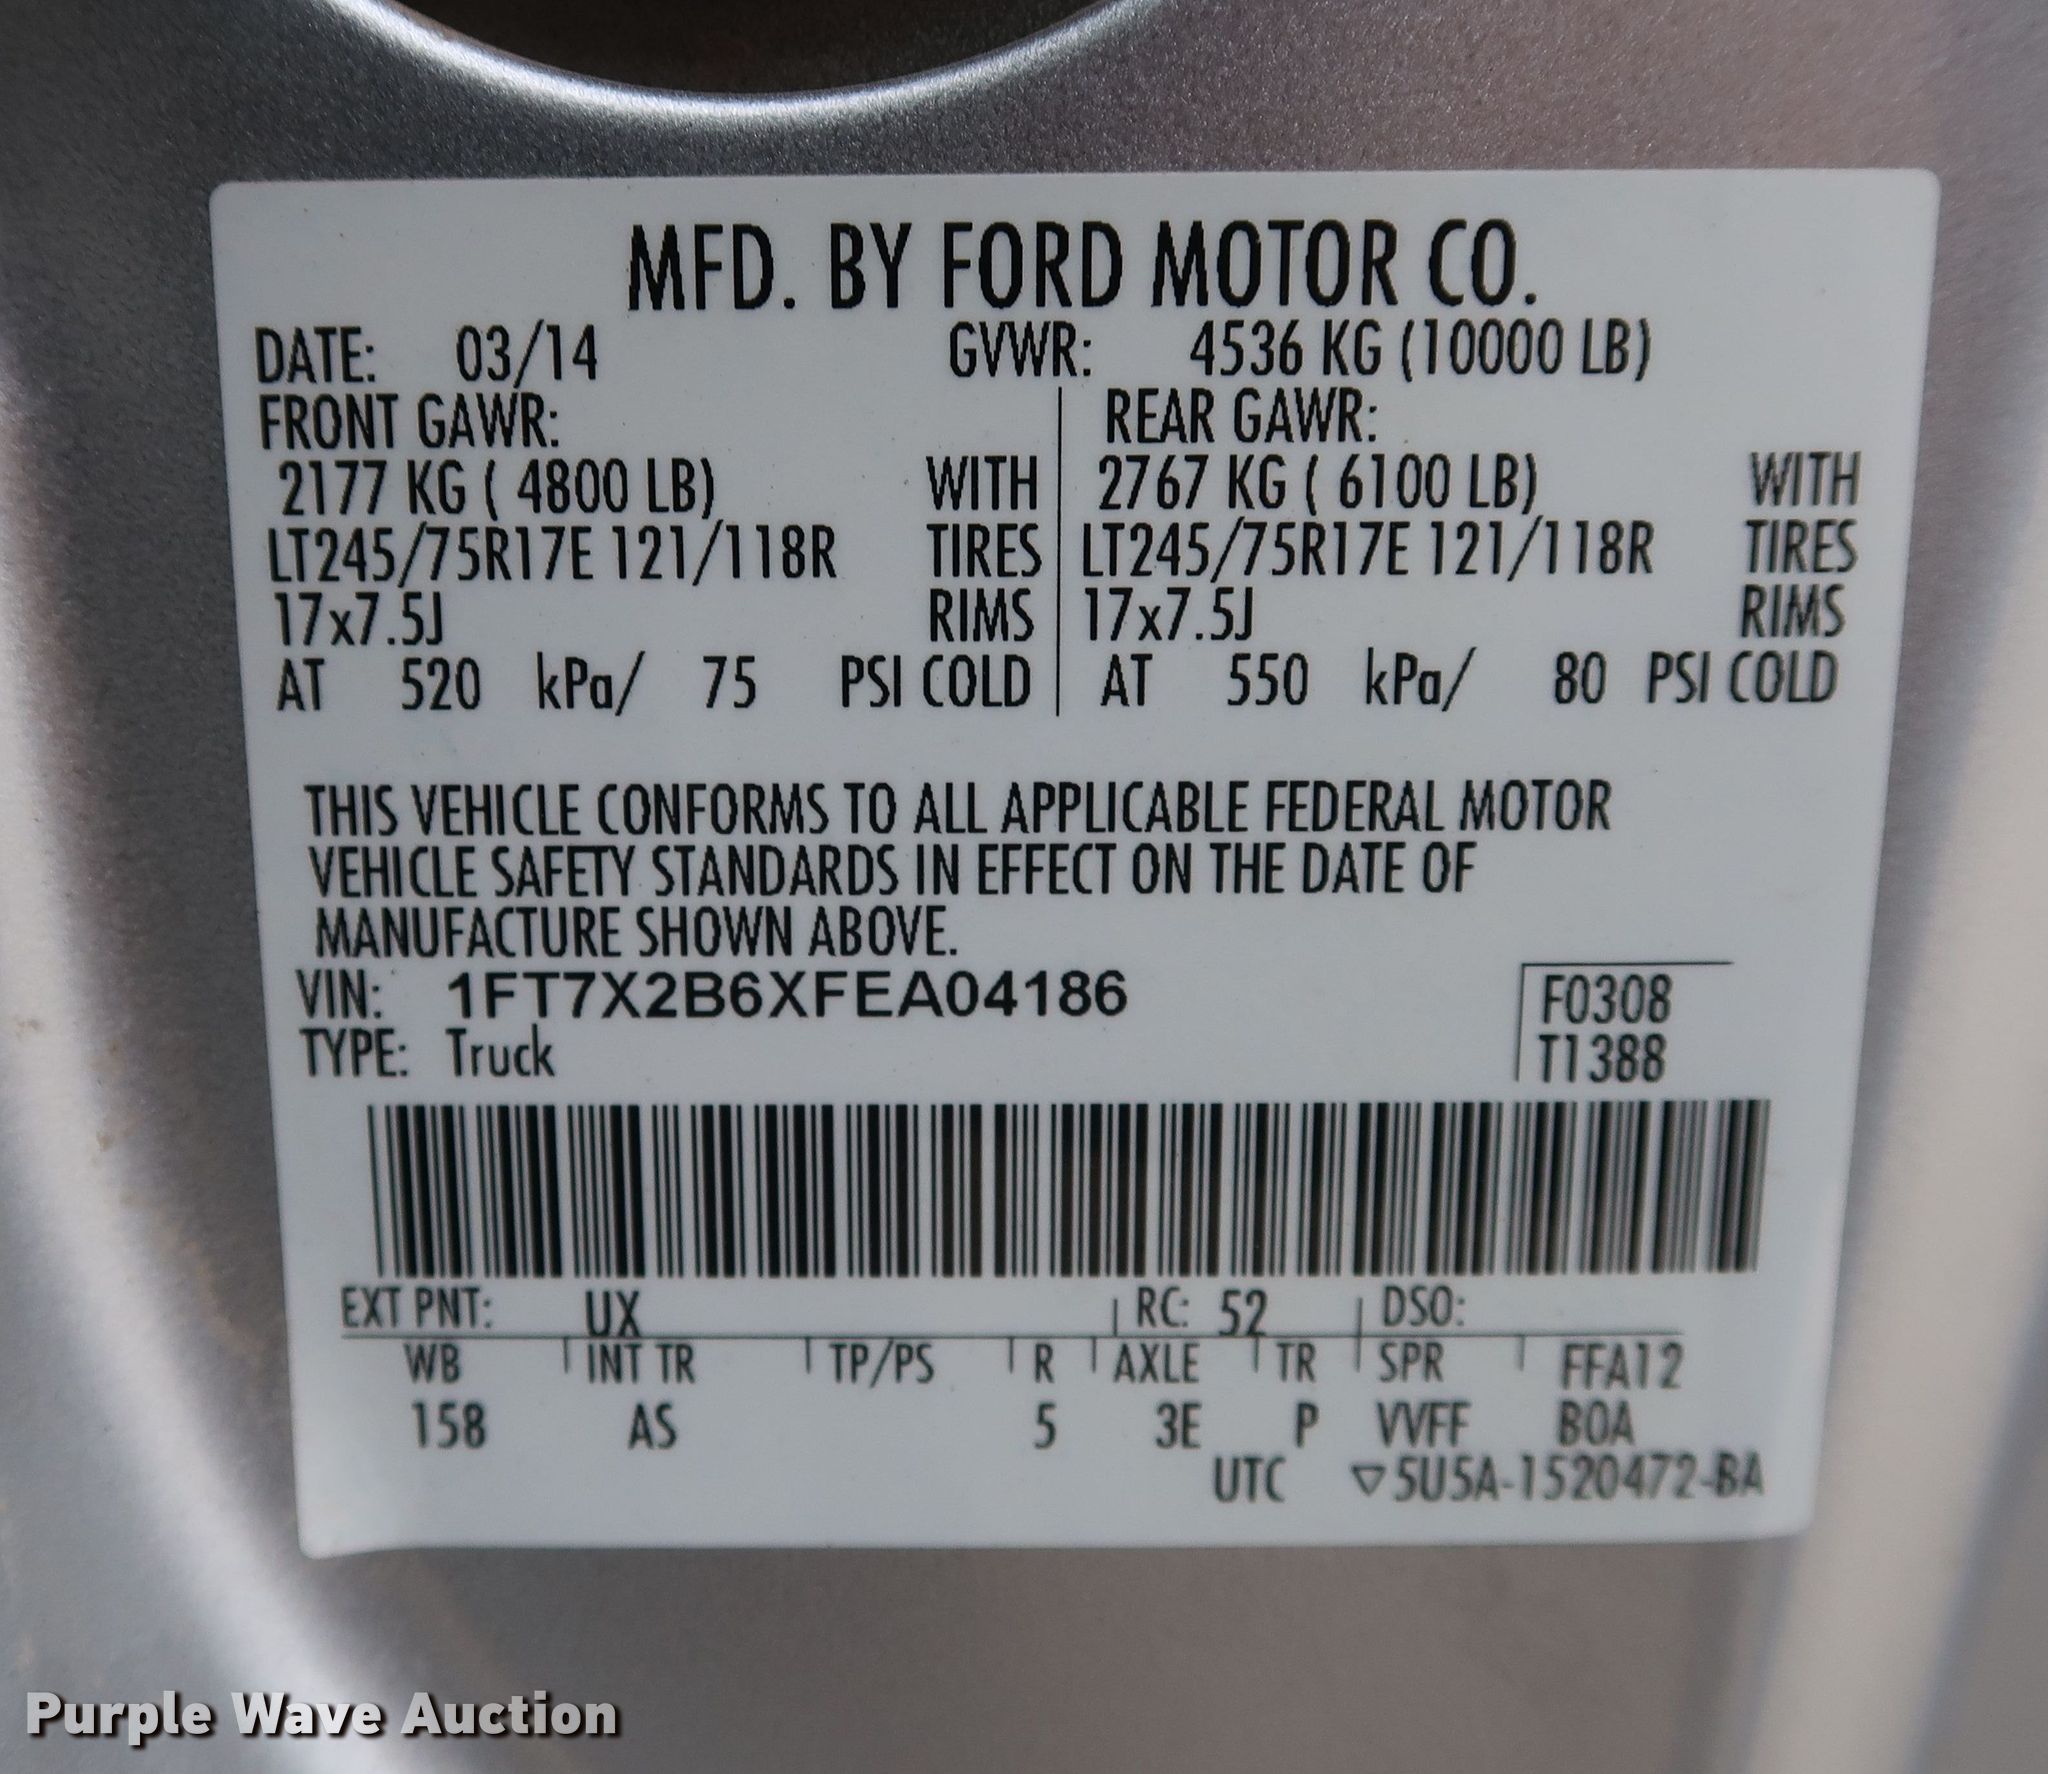 MFD. BY FORD MOTOR CO.
DATE: 03/14 GVWR: 4536 KG (10000 LB)
FRONT GAWR: REAR GAWR:
2177 KG ( 4800 LB) WITH 2767 KG ( 6100 LB) WITH
LT245/75R17E 121/118R TIRES LT245/75R17E 121/118R TIRES
17x7.5J RIMS 17x7.5J RIMS
AT 520 kPa/ 75 PSI COLD AT 550 kPa/ 80 PSI COLD
THIS VEHICLE CONFORMS TO ALL APPLICABLE FEDERAL MOTOR
VEHICLE SAFETY STANDARDS IN EFFECT ON THE DATE OF
MANUFACTURE SHOWN ABOVE.
VIN: 1FT7X2B6XFEA04186 F0308
TYPE: Truck T1388
EXT PNT: UX RC: 52 DSO:
WB INT TR TP/PS R AXLE TR SPR FFA12
158 AS 5 3E P VVFF BOA
UTC ▽5U5A-1520472-BA
Purple Wave Auction